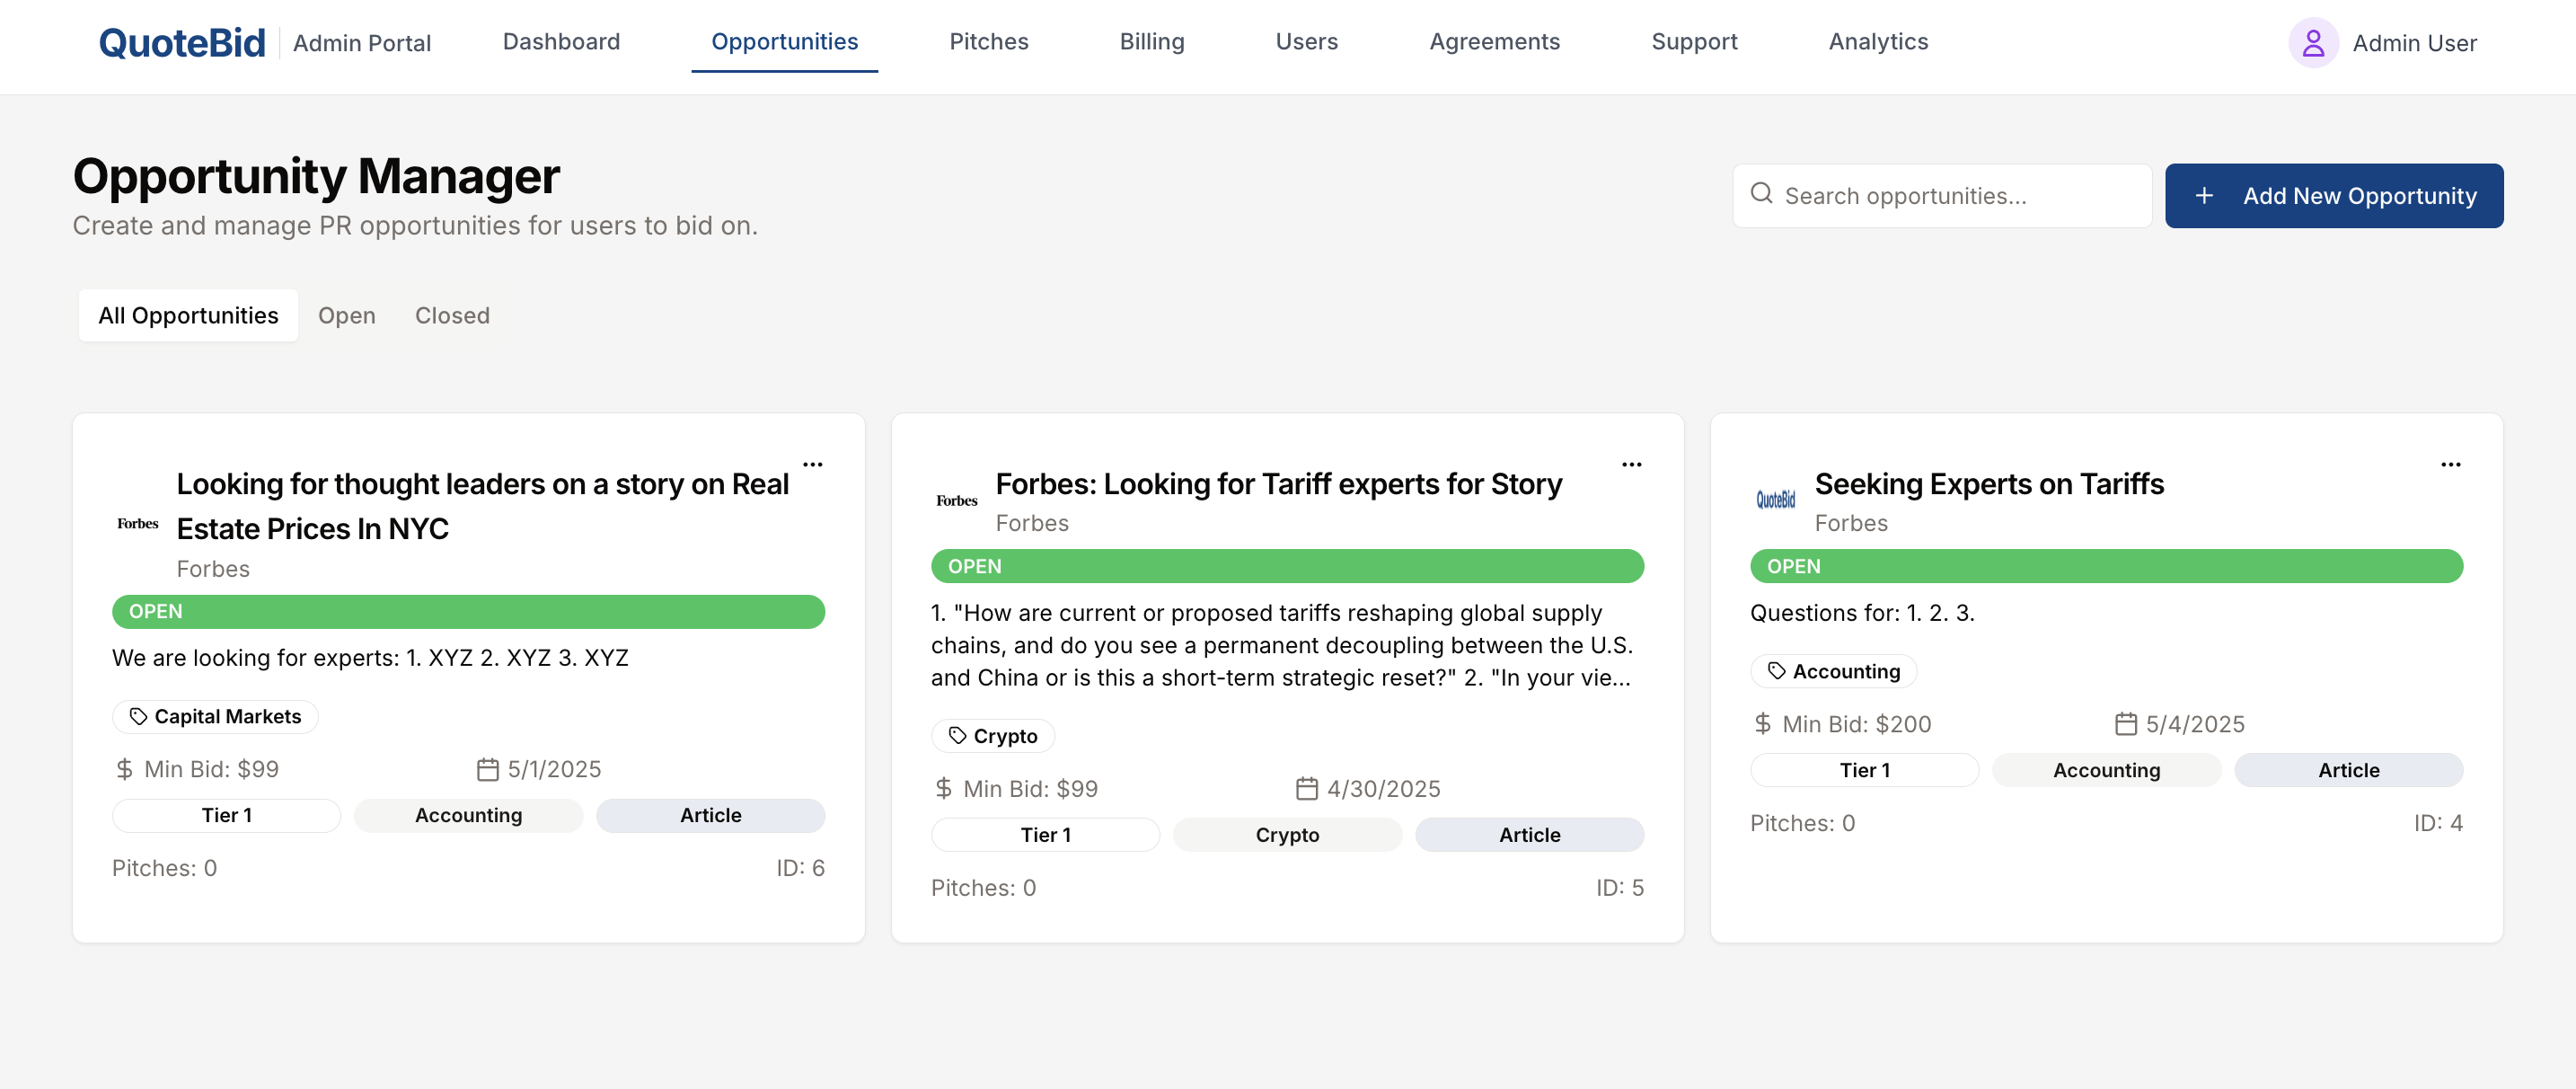 QuoteBid Admin Portal Dashboard Opportunities Pitches Billing Users Agreements Support Analytics Admin User
Opportunity Manager
Create and manage PR opportunities for users to bid on.
Search opportunities...
Add New Opportunity
All Opportunities Open Closed
Looking for thought leaders on a story on Real
Estate Prices In NYC
Forbes
Forbes
OPEN
We are looking for experts: 1. XYZ 2. XYZ 3. XYZ
Capital Markets
Min Bid: $99 5/1/2025
Tier 1 Accounting Article
Pitches: 0 ID: 6
Forbes: Looking for Tariff experts for Story
Forbes
Forbes
OPEN
1. "How are current or proposed tariffs reshaping global supply
chains, and do you see a permanent decoupling between the U.S.
and China or is this a short-term strategic reset?" 2. "In your vie...
Crypto
Min Bid: $99 4/30/2025
Tier 1 Crypto Article
Pitches: 0 ID: 5
Seeking Experts on Tariffs
QuoteBid
Forbes
OPEN
Questions for: 1. 2. 3.
Accounting
Min Bid: $200 5/4/2025
Tier 1 Accounting Article
Pitches: 0 ID: 4